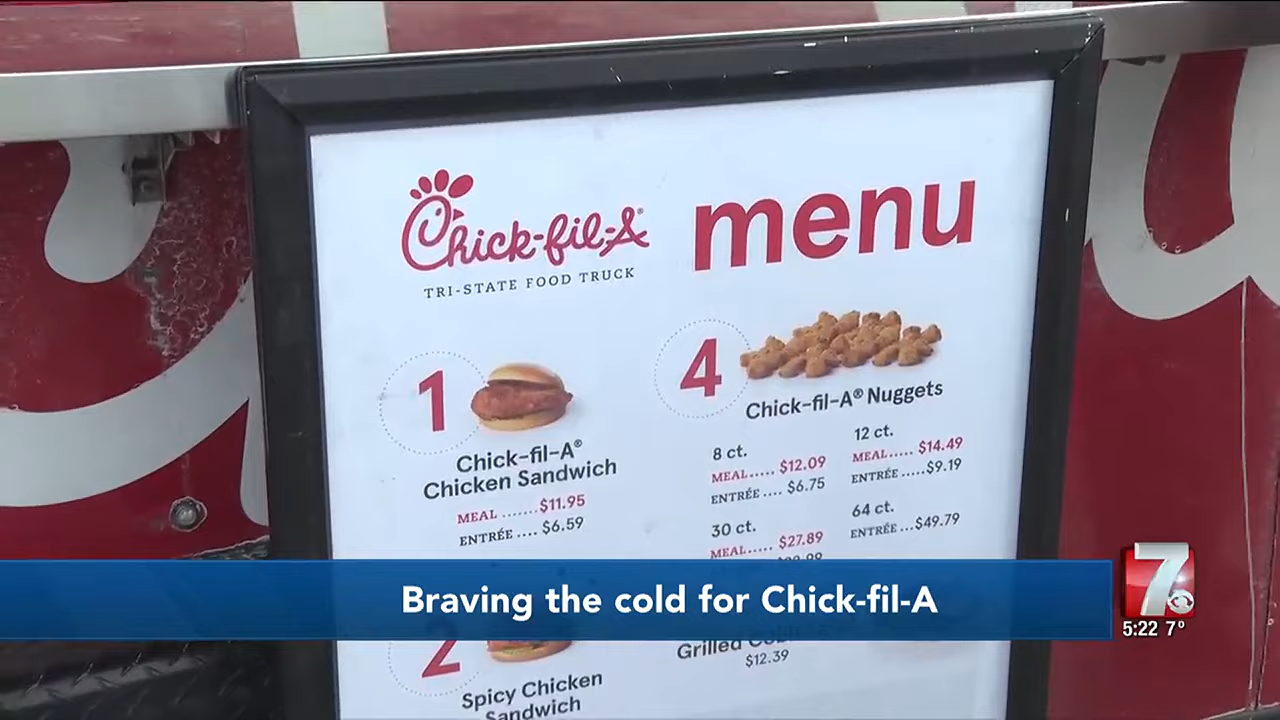 Chick-fil-A®
TRI-STATE FOOD TRUCK
menu
1
Chick-fil-A®
Chicken Sandwich
MEAL .......$11.95
ENTRÉE .... $6.59
4
Chick-fil-A® Nuggets
8 ct.
MEAL..... $12.09
ENTRÉE .... $6.75
12 ct.
MEAL..... $14.49
ENTRÉE .....$9.19
30 ct.
MEAL..... $27.89
64 ct.
ENTRÉE ...$49.79
Braving the cold for Chick-fil-A
7
5:22 7°
2
Spicy Chicken
Sandwich
Grilled
$12.39